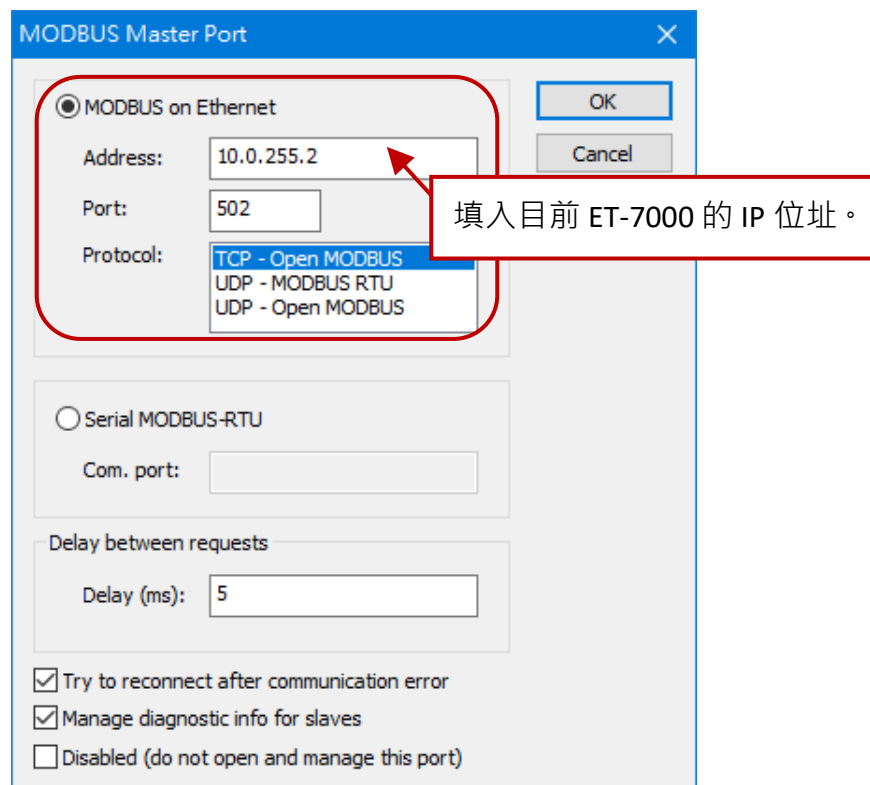 MODBUS Master Port
MODBUS on Ethernet
OK
Address:
10.0.255.2
Cancel
Port:
502
填入目前 ET-7000 的 IP 位址。
Protocol:
TCP - Open MODBUS
UDP - MODBUS RTU
UDP - Open MODBUS
Serial MODBUS-RTU
Com. port:
Delay between requests
Delay (ms):
5
Try to reconnect after communication error
Manage diagnostic info for slaves
Disabled (do not open and manage this port)